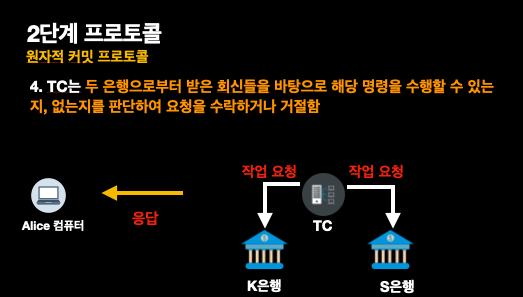 2단계 프로토콜
원자적 커밋 프로토콜
4. TC는 두 은행으로부터 받은 회신들을 바탕으로 해당 명령을 수행할 수 있는
지, 없는지를 판단하여 요청을 수락하거나 거절함
작업 요청 작업 요청
응답
Alice 컴퓨터
TC
K은행 S은행